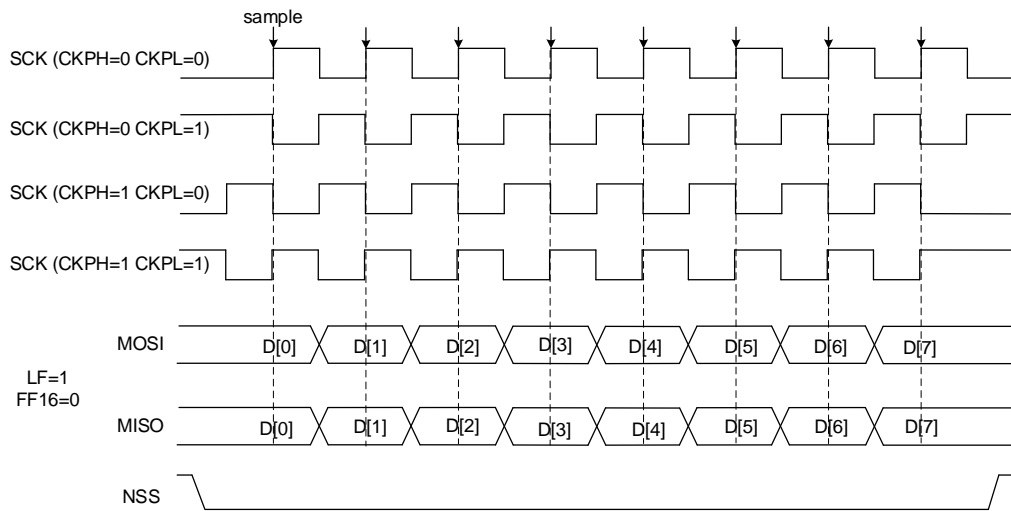 sample
SCK (CKPH=0 CKPL=0)
SCK (CKPH=0 CKPL=1)
SCK (CKPH=1 CKPL=0)
SCK (CKPH=1 CKPL=1)
MOSI
D[0] D[1] D[2] D[3] D[4] D[5] D[6] D[7]
LF=1
FF16=0
MISO
D[0] D[1] D[2] D[3] D[4] D[5] D[6] D[7]
NSS